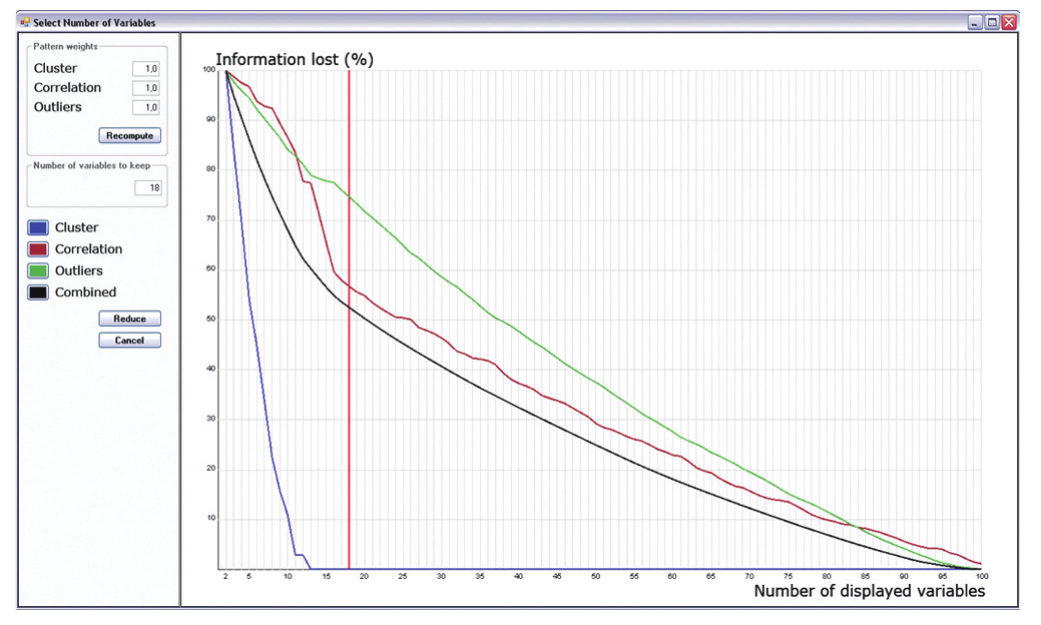 Select Number of Variables
Pattern weights
Cluster 1,0
Correlation 1,0
Outliers 1,0
Recompute
Number of variables to keep
18
Cluster
Correlation
Outliers
Combined
Reduce
Cancel
Information lost (%)
100
90
80
70
60
50
40
30
20
10
2 5 10 15 20 25 30 35 40 45 50 55 60 65 70 75 80 85 90 95 100
Number of displayed variables